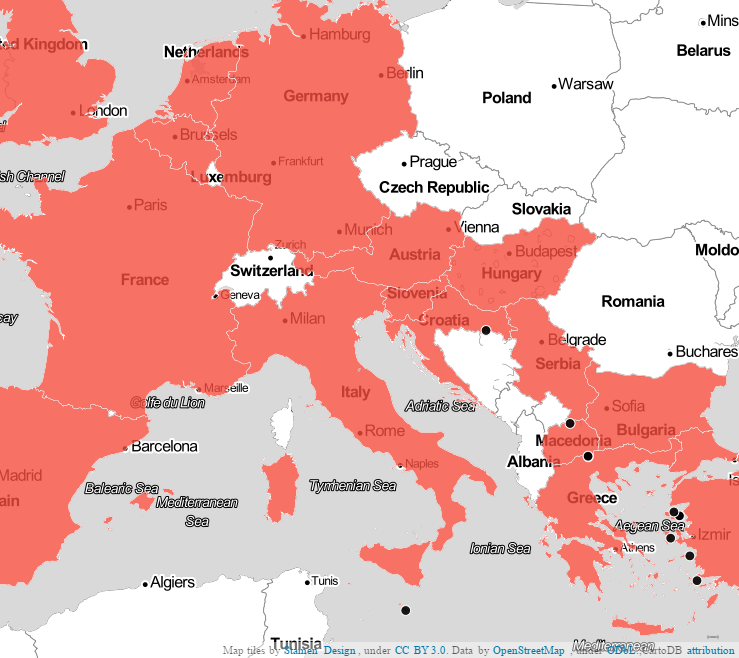 Mins
Hamburg
ted Kingdom
Netherlands
Belarus
Berlin
Amsterdam
Warsaw
Germany
Poland
London
Brussels
Prague
Frankfurt
sh Channel
Luxemburg
Czech Republic
Paris
Slovakia
Munich
Vienna
Zurich
Budapest
Moldo
Austria
Switzerland
Hungary
France
Geneva
Slovenia
Romania
cay
Milan
Croatia
Belgrade
Buchares
Serbia
Marseille
Italy
Golfe du Lion
Adriatic Sea
Sofia
Rome
Bulgaria
Barcelona
Macedonia
Albania
Naples
Madrid
Balearic Sea
Tyrrhenian Sea
ain
Mediterranean
Sea
Greece
Aegean Sea
Izmir
Ionian Sea
Athens
Algiers
Tunis
Tunisia
Mediterranean
Map tiles by Stamen Design, under CC BY 3.0. Data by OpenStreetMap, under ODbL. CartoDB attribution